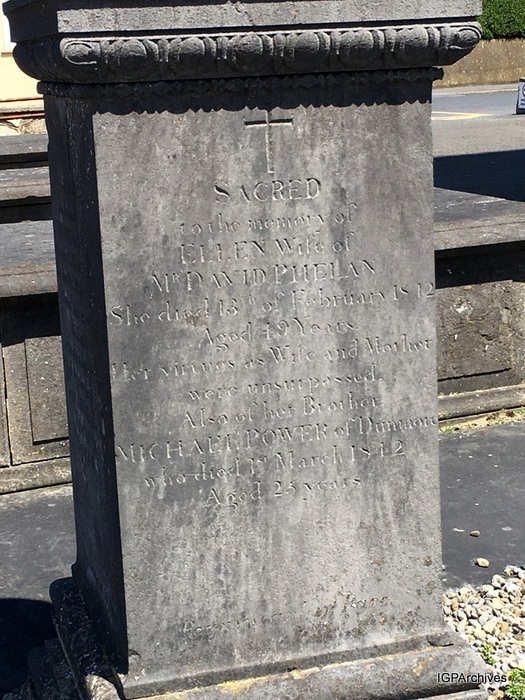 SACRED
to the memory of
ELLEN Wife of
Mr DAVID PHELAN
She died 13th of February 1842
Aged 49 Years
Her virtues as Wife and Mother
were unsurpassed
Also of her Brother
MICHAEL POWER of Dunmore
who died 1st March 1842
Aged 25 years
IGPArchives